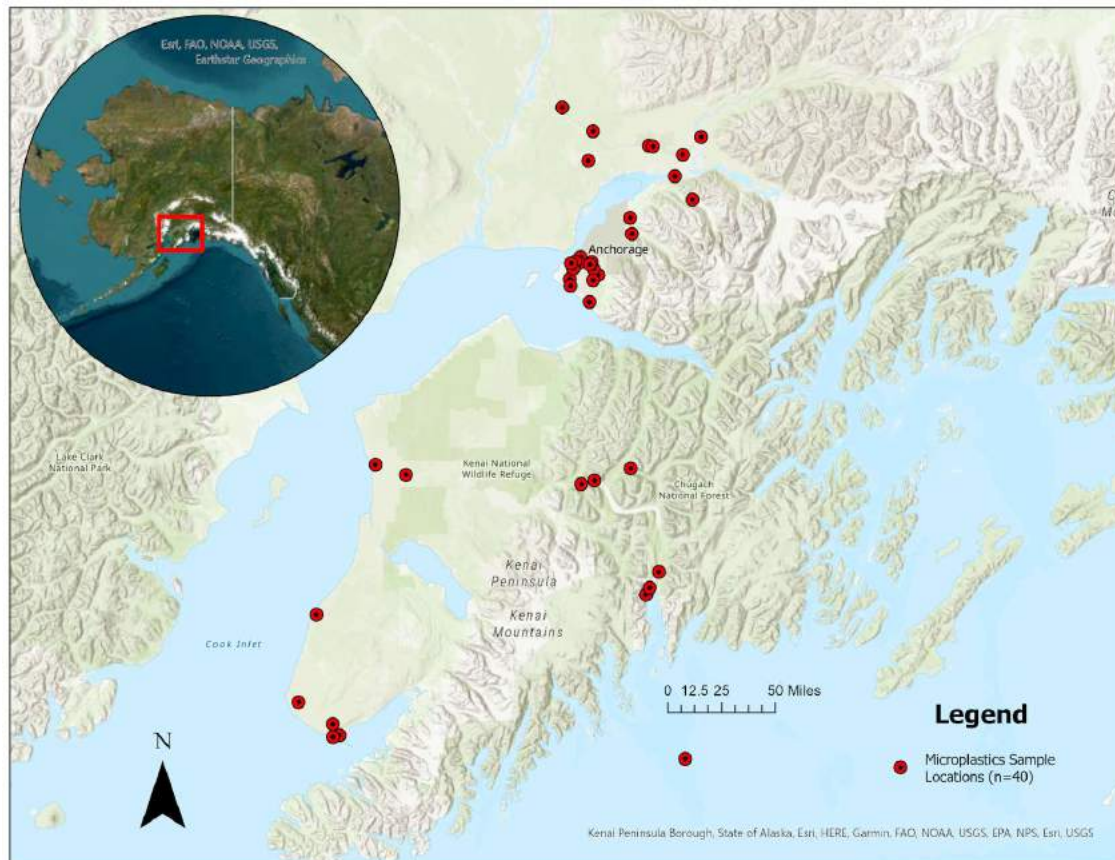 Esri, FAO, NOAA, USGS,
Earthstar Geographics
Anchorage
Lake Clark
National Park
Kenai National
Wildlife Refuge
Chugach
National Forest
Kenai
Peninsula
Kenai
Mountains
Cook Inlet
0 12.5 25 50 Miles
N
Legend
Microplastics Sample
Locations (n=40)
Kenai Peninsula Borough, State of Alaska, Esri, HERE, Garmin, FAO, NOAA, USGS, EPA, NPS, Esri, USGS